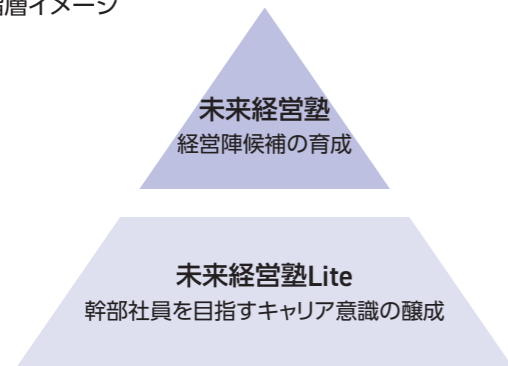 階層イメージ
未来経営塾
経営陣候補の育成
未来経営塾Lite
幹部社員を目指すキャリア意識の醸成